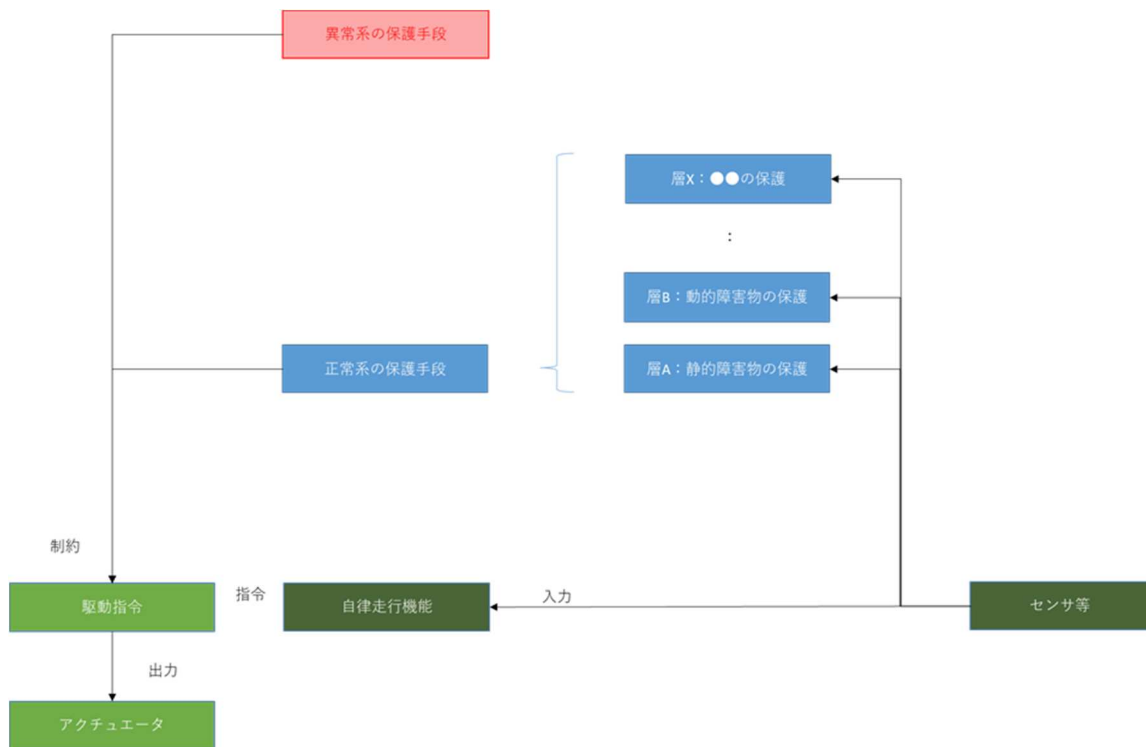 異常系の保護手段
層X：●●の保護
：
層B：動的障害物の保護
正常系の保護手段
層A：静的障害物の保護
制約
駆動指令
指令
自律走行機能
入力
センサ等
出力
アクチュエータ